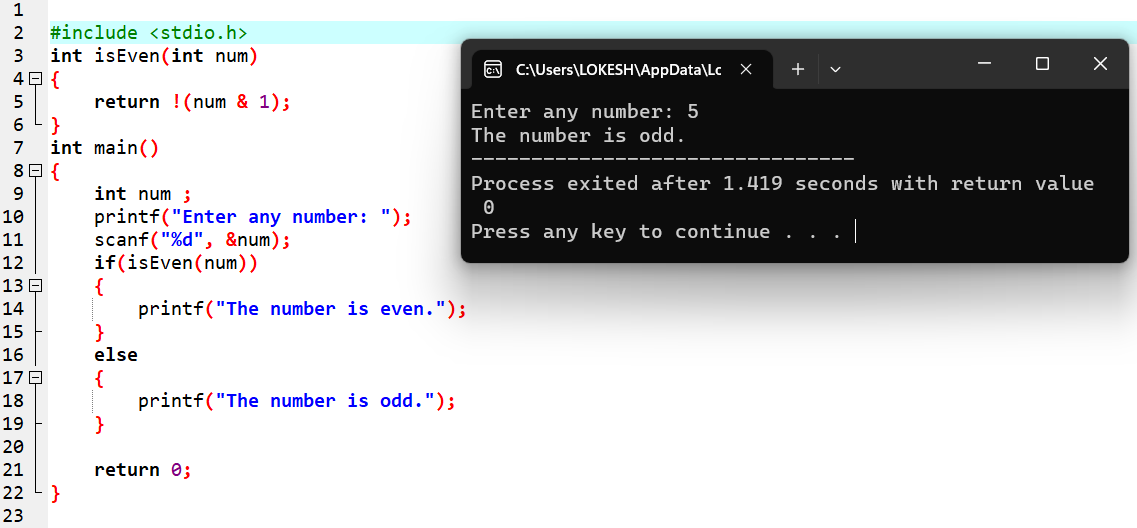 1
2 #include <stdio.h>
3 int isEven(int num)
4 {
5 return !(num & 1);
6 }
7 int main()
8 {
9 int num ;
10 printf("Enter any number: ");
11 scanf("%d", &num);
12 if(isEven(num))
13 {
14 printf("The number is even.");
15 }
16 else
17 {
18 printf("The number is odd.");
19 }
20
21 return 0;
22 }
23
C:\Users\LOKESH\AppData\Lc
Enter any number: 5
The number is odd.
--------------------------------
Process exited after 1.419 seconds with return value
0
Press any key to continue . . .